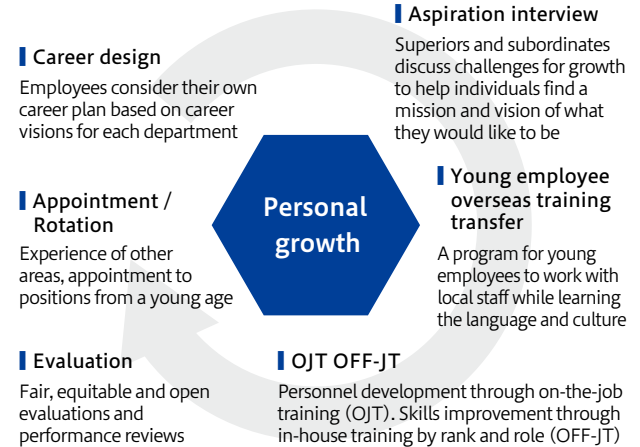 Aspiration interview
Superiors and subordinates
discuss challenges for growth
to help individuals find a
mission and vision of what
they would like to be
Career design
Employees consider their own
career plan based on career
visions for each department
Personal
growth
Young employee
overseas training
transfer
A program for young
employees to work with
local staff while learning
the language and culture
Appointment /
Rotation
Experience of other
areas, appointment to
positions from a young age
Evaluation
Fair, equitable and open
evaluations and
performance reviews
OJT OFF-JT
Personnel development through on-the-job
training (OJT). Skills improvement through
in-house training by rank and role (OFF-JT)